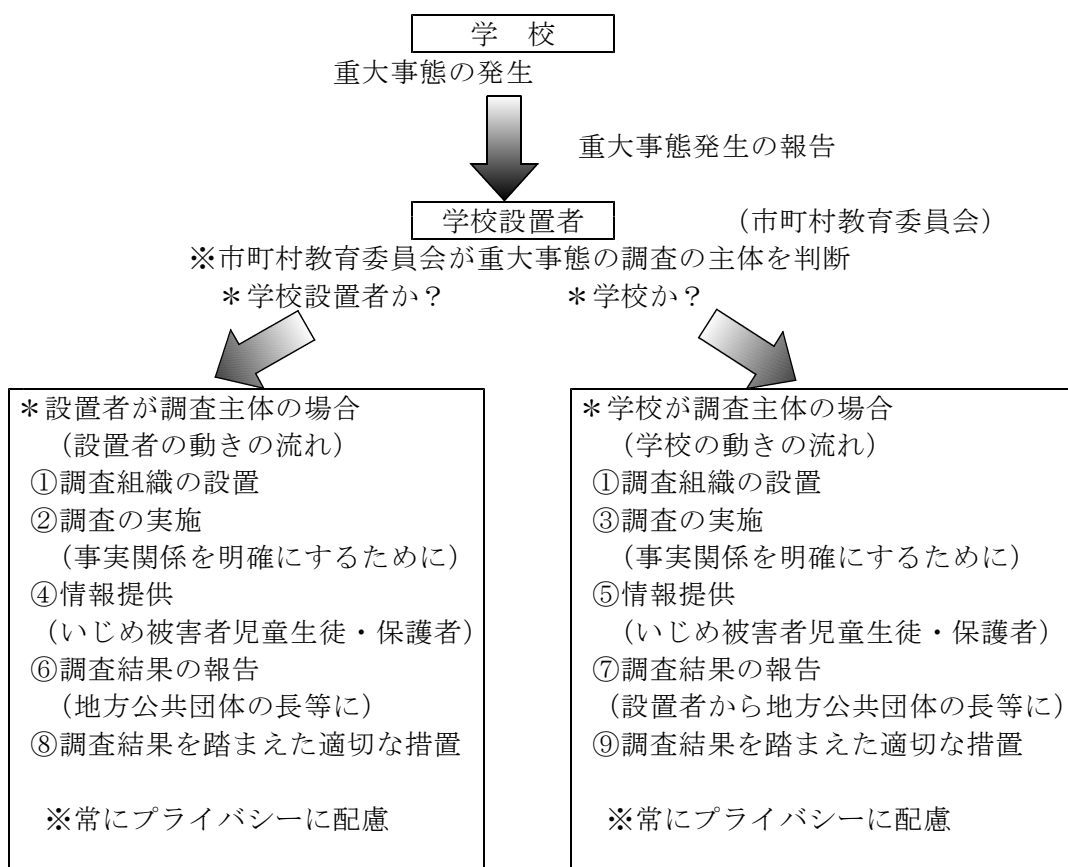 学　校
重大事態の発生
重大事態発生の報告
学校設置者　　　（市町村教育委員会）
※市町村教育委員会が重大事態の調査の主体を判断
＊学校設置者か？　　　＊学校か？
＊設置者が調査主体の場合
（設置者の動きの流れ）
①調査組織の設置
②調査の実施
（事実関係を明確にするために）
④情報提供
（いじめ被害者児童生徒・保護者）
⑥調査結果の報告
（地方公共団体の長等に）
⑧調査結果を踏まえた適切な措置
※常にプライバシーに配慮
＊学校が調査主体の場合
（学校の動きの流れ）
①調査組織の設置
③調査の実施
（事実関係を明確にするために）
⑤情報提供
（いじめ被害者児童生徒・保護者）
⑦調査結果の報告
（設置者から地方公共団体の長等に）
⑨調査結果を踏まえた適切な措置
※常にプライバシーに配慮